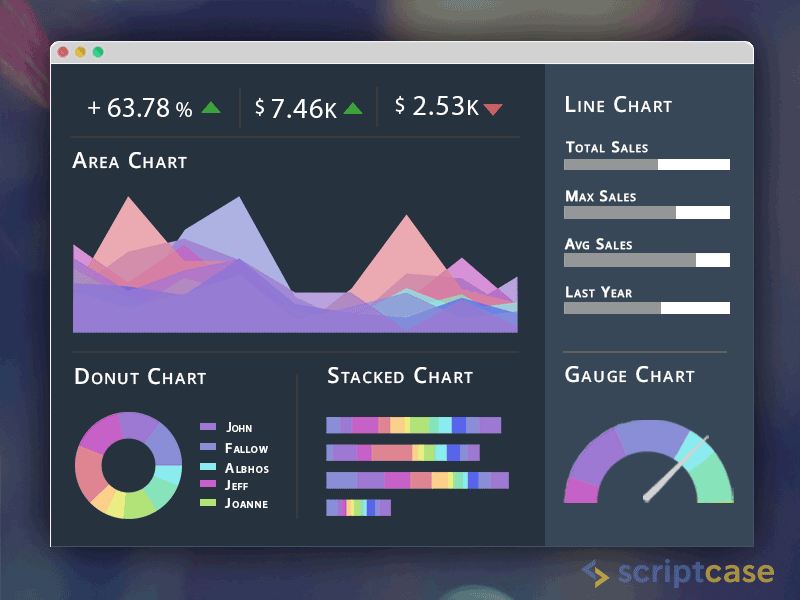 + 63.78 %
$ 7.46K
$ 2.53K
AREA CHART
DONUT CHART
JOHN
FALLOW
ALBHOS
JEFF
JOANNE
STACKED CHART
LINE CHART
TOTAL SALES
MAX SALES
AVG SALES
LAST YEAR
GAUGE CHART
scriptcase